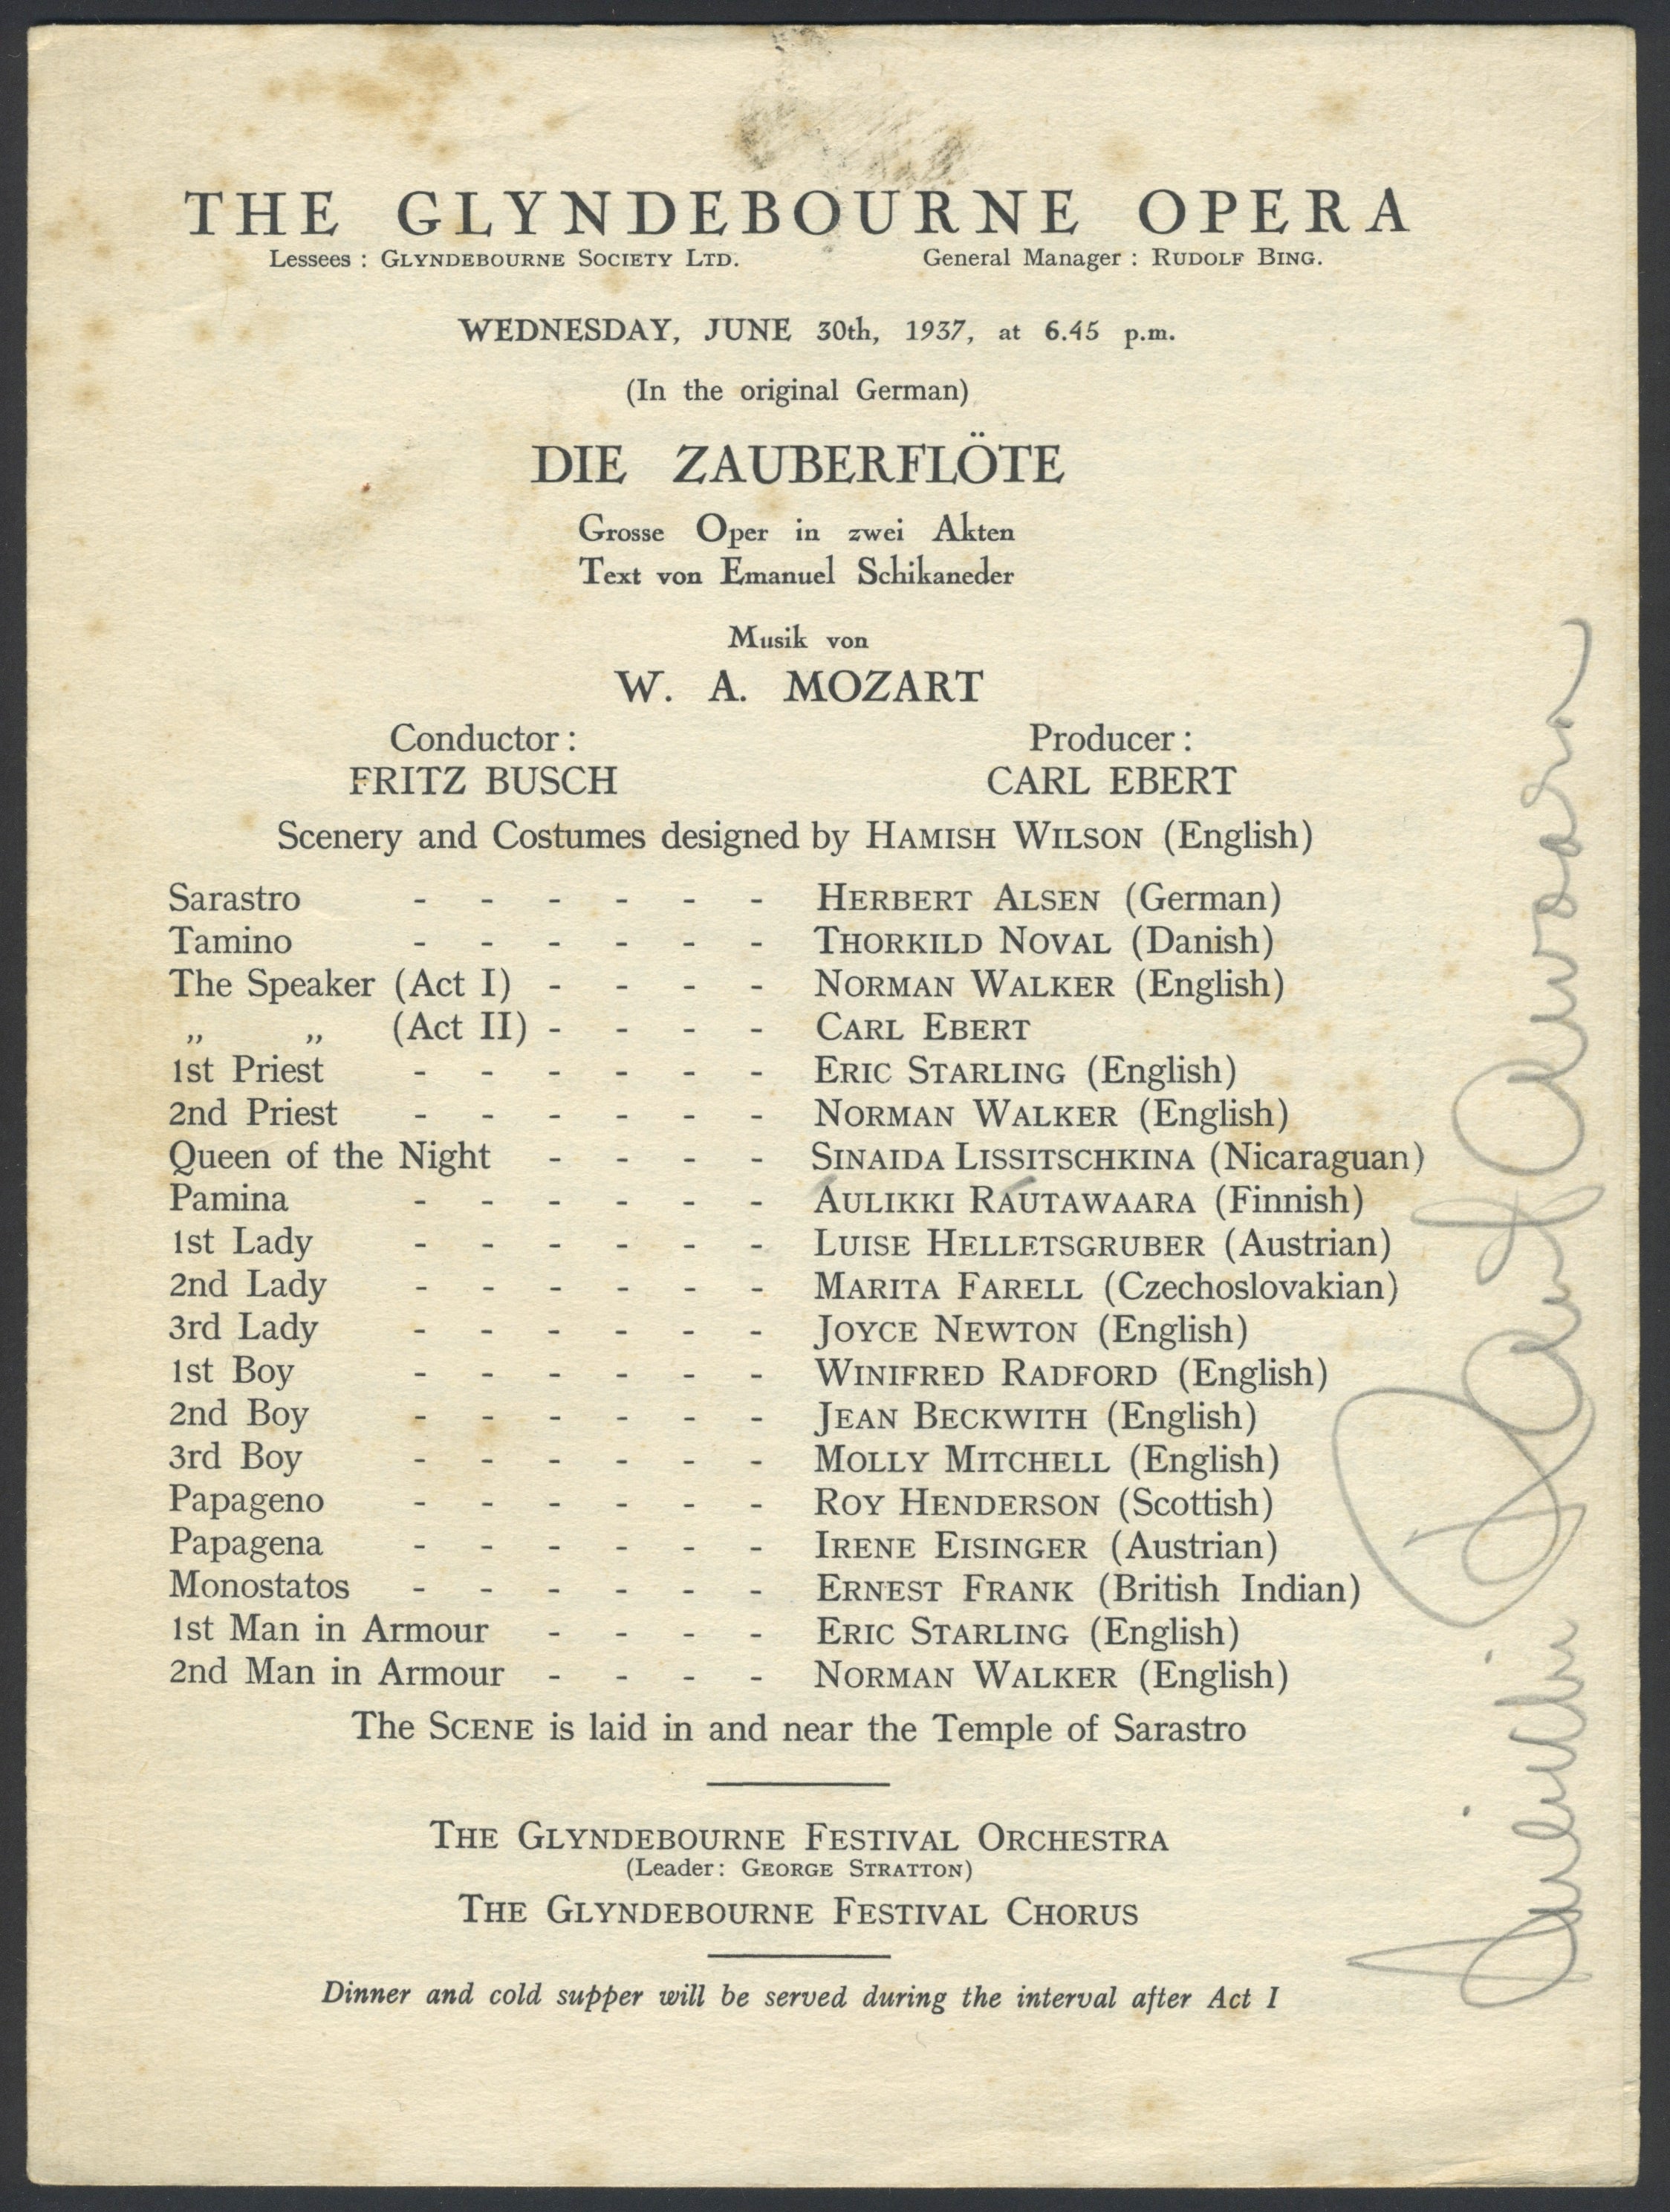 THE GLYNDEBOURNE OPERA
Lessees : GLYNDEBOURNE SOCIETY LTD. General Manager : RUDOLF BING.
WEDNESDAY, JUNE 30th, 1937, at 6.45 p.m.
(In the original German)
DIE ZAUBERFLÖTE
Grosse Oper in zwei Akten
Text von Emanuel Schikaneder
Musik von
W. A. MOZART
Conductor : Producer :
FRITZ BUSCH CARL EBERT
Scenery and Costumes designed by HAMISH WILSON (English)
Sarastro - - - - - - HERBERT ALSEN (German)
Tamino - - - - - - THORKILD NOVAL (Danish)
The Speaker (Act I) - - - - NORMAN WALKER (English)
„ „ (Act II) - - - - CARL EBERT
1st Priest - - - - - - ERIC STARLING (English)
2nd Priest - - - - - - NORMAN WALKER (English)
Queen of the Night - - - - SINAIDA LISSITSCHKINA (Nicaraguan)
Pamina - - - - - - AULIKKI RAUTAWAARA (Finnish)
1st Lady - - - - - - LUISE HELLETSGRUBER (Austrian)
2nd Lady - - - - - - MARITA FARELL (Czechoslovakian)
3rd Lady - - - - - - JOYCE NEWTON (English)
1st Boy - - - - - - WINIFRED RADFORD (English)
2nd Boy - - - - - - JEAN BECKWITH (English)
3rd Boy - - - - - - MOLLY MITCHELL (English)
Papageno - - - - - - ROY HENDERSON (Scottish)
Papagena - - - - - - IRENE EISINGER (Austrian)
Monostatos - - - - - - ERNEST FRANK (British Indian)
1st Man in Armour - - - - ERIC STARLING (English)
2nd Man in Armour - - - - NORMAN WALKER (English)
The SCENE is laid in and near the Temple of Sarastro
THE GLYNDEBOURNE FESTIVAL ORCHESTRA
(Leader: GEORGE STRATTON)
THE GLYNDEBOURNE FESTIVAL CHORUS
Dinner and cold supper will be served during the interval after Act I